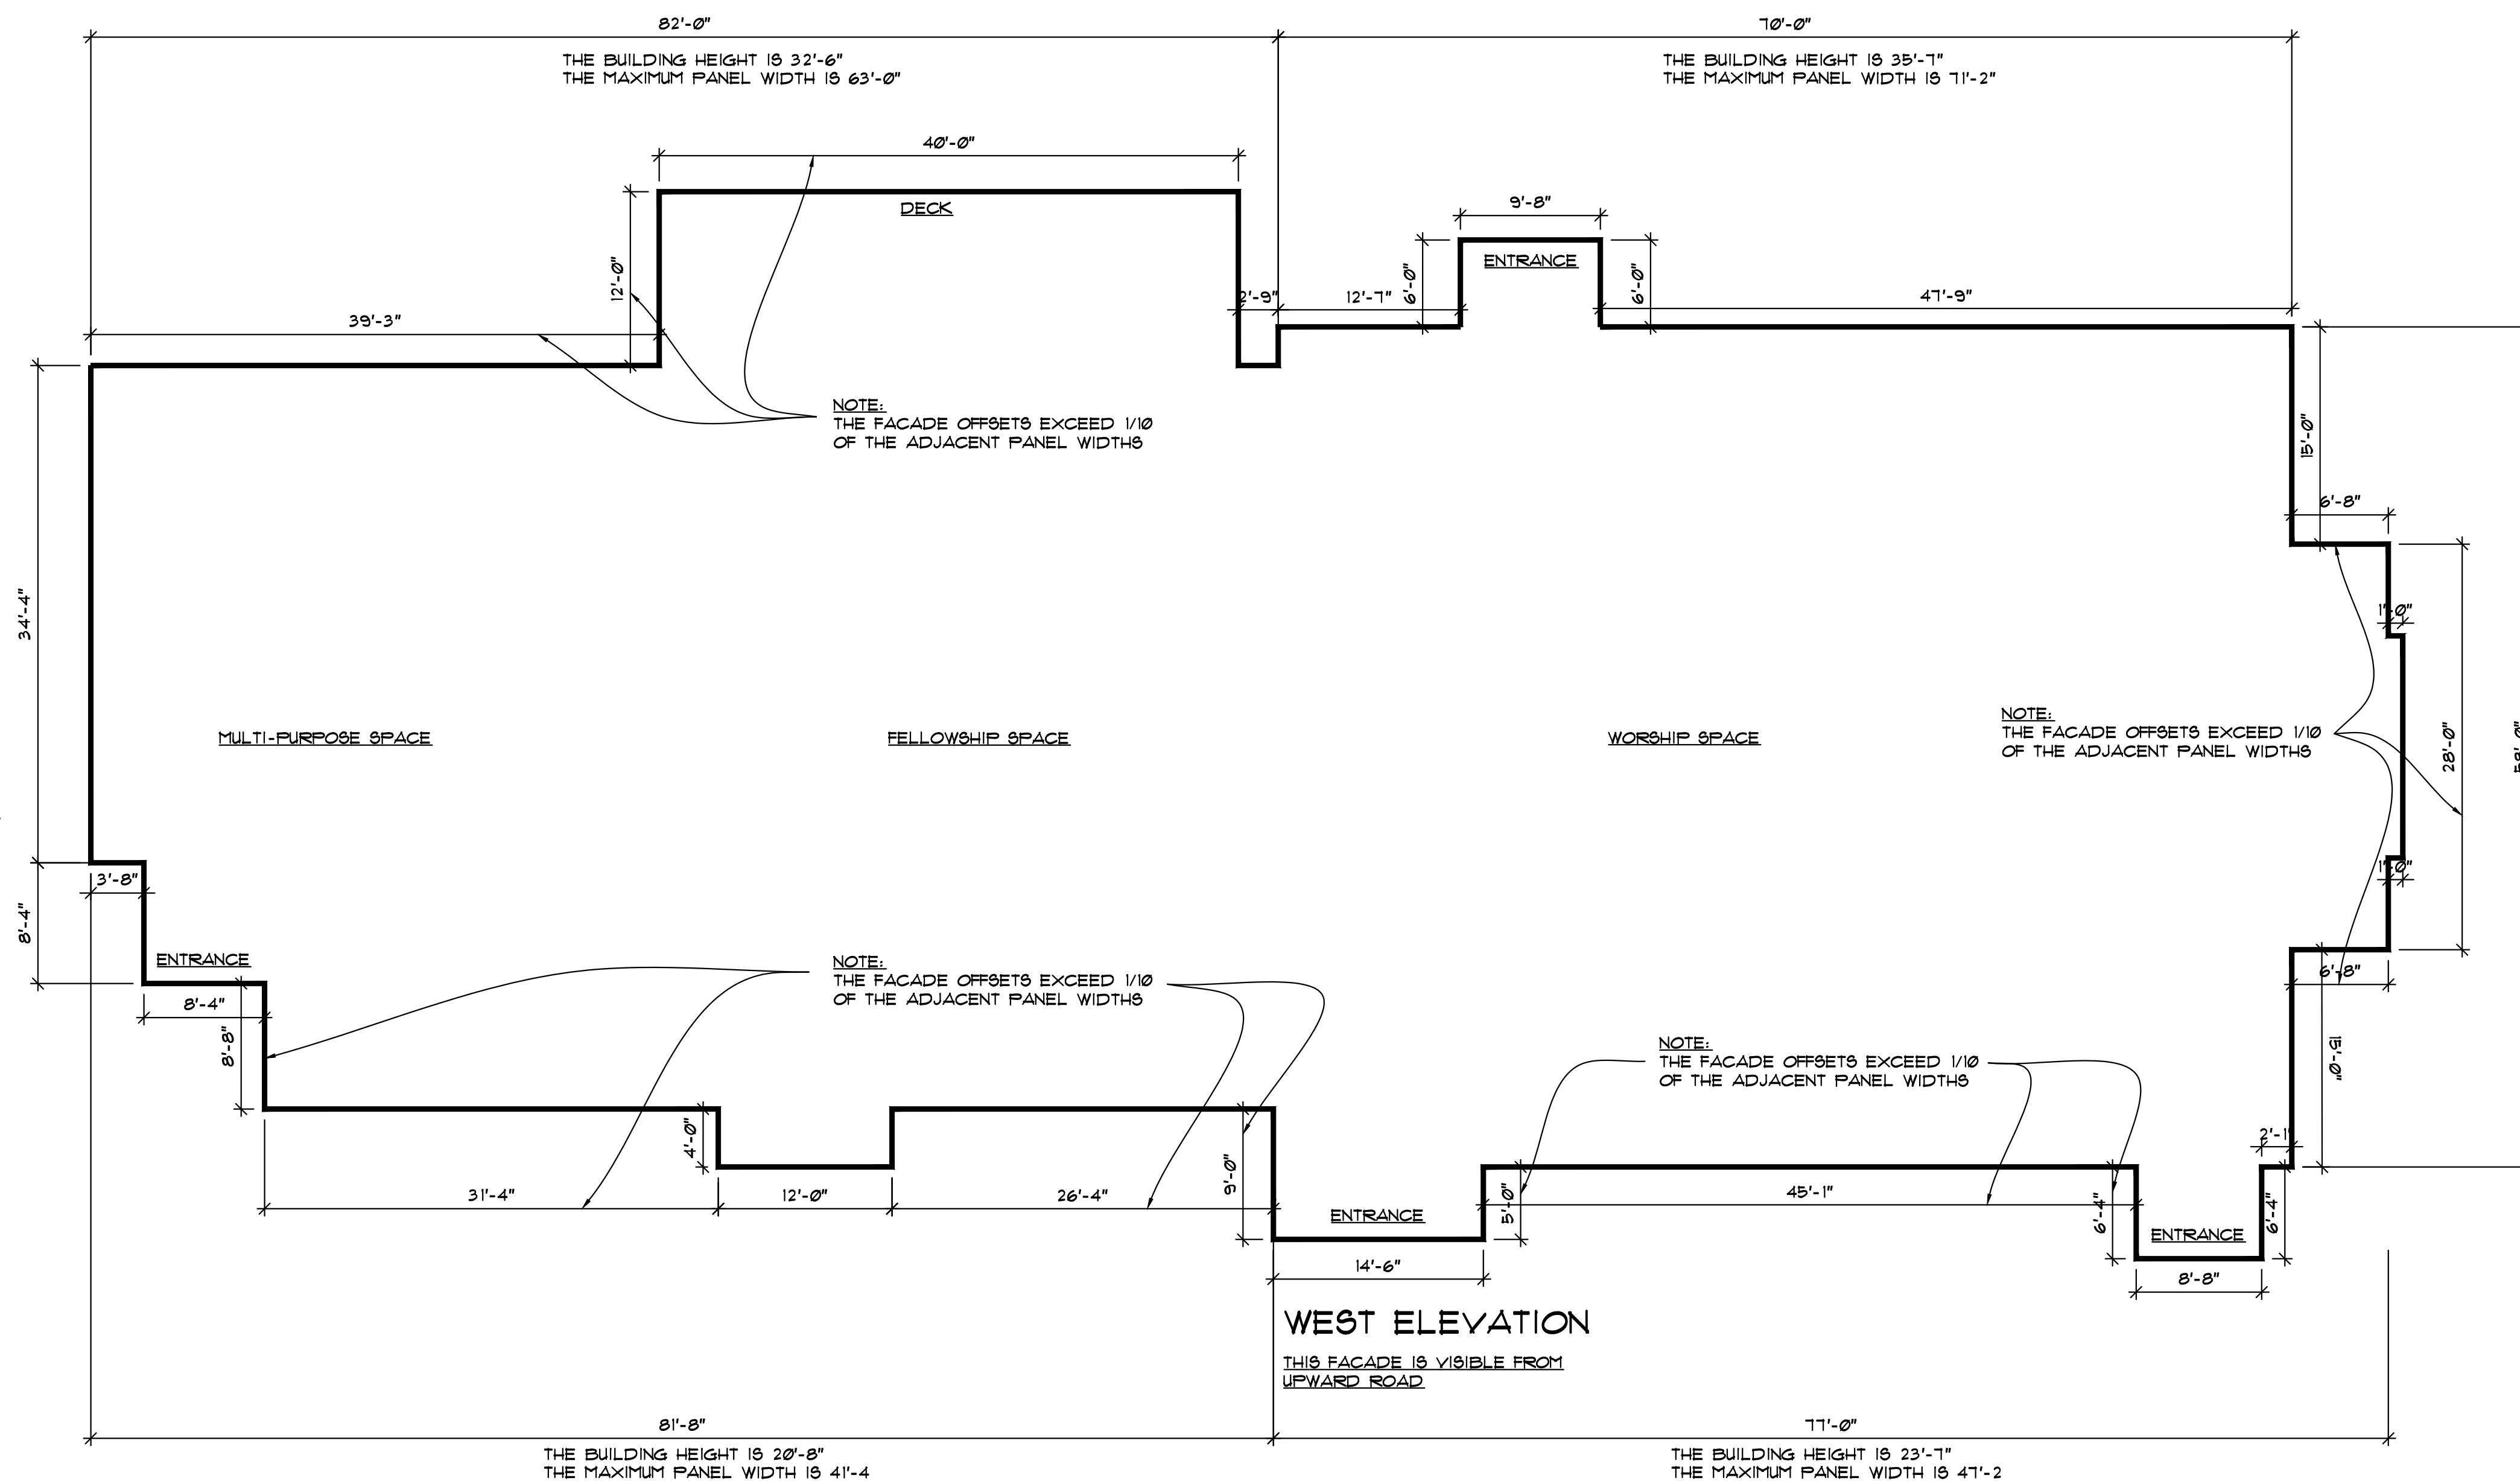 82'-0"
70'-0"
THE BUILDING HEIGHT IS 32'-6"
THE MAXIMUM PANEL WIDTH IS 63'-0"
THE BUILDING HEIGHT IS 35'-7"
THE MAXIMUM PANEL WIDTH IS 71'-2"
40'-0"
DECK
9'-8"
ENTRANCE
12'-0"
6'-0"
6'-0"
2'-9"
12'-7"
47'-9"
39'-3"
NOTE:
THE FACADE OFFSETS EXCEED 1/10
OF THE ADJACENT PANEL WIDTHS
15'-0"
6'-8"
34'-4"
1'-0"
MULTI-PURPOSE SPACE
FELLOWSHIP SPACE
WORSHIP SPACE
NOTE:
THE FACADE OFFSETS EXCEED 1/10
OF THE ADJACENT PANEL WIDTHS
28'-0"
3'-8"
1'-0"
8'-4"
ENTRANCE
8'-4"
8'-8"
NOTE:
THE FACADE OFFSETS EXCEED 1/10
OF THE ADJACENT PANEL WIDTHS
6'-8"
NOTE:
THE FACADE OFFSETS EXCEED 1/10
OF THE ADJACENT PANEL WIDTHS
15'-0"
4'-0"
2'-1"
31'-4"
12'-0"
26'-4"
9'-0"
5'-0"
45'-1"
6'-4"
6'-4"
ENTRANCE
ENTRANCE
14'-6"
8'-8"
WEST ELEVATION
THIS FACADE IS VISIBLE FROM
UPWARD ROAD
81'-8"
77'-0"
THE BUILDING HEIGHT IS 20'-8"
THE MAXIMUM PANEL WIDTH IS 41'-4
THE BUILDING HEIGHT IS 23'-7"
THE MAXIMUM PANEL WIDTH IS 47'-2